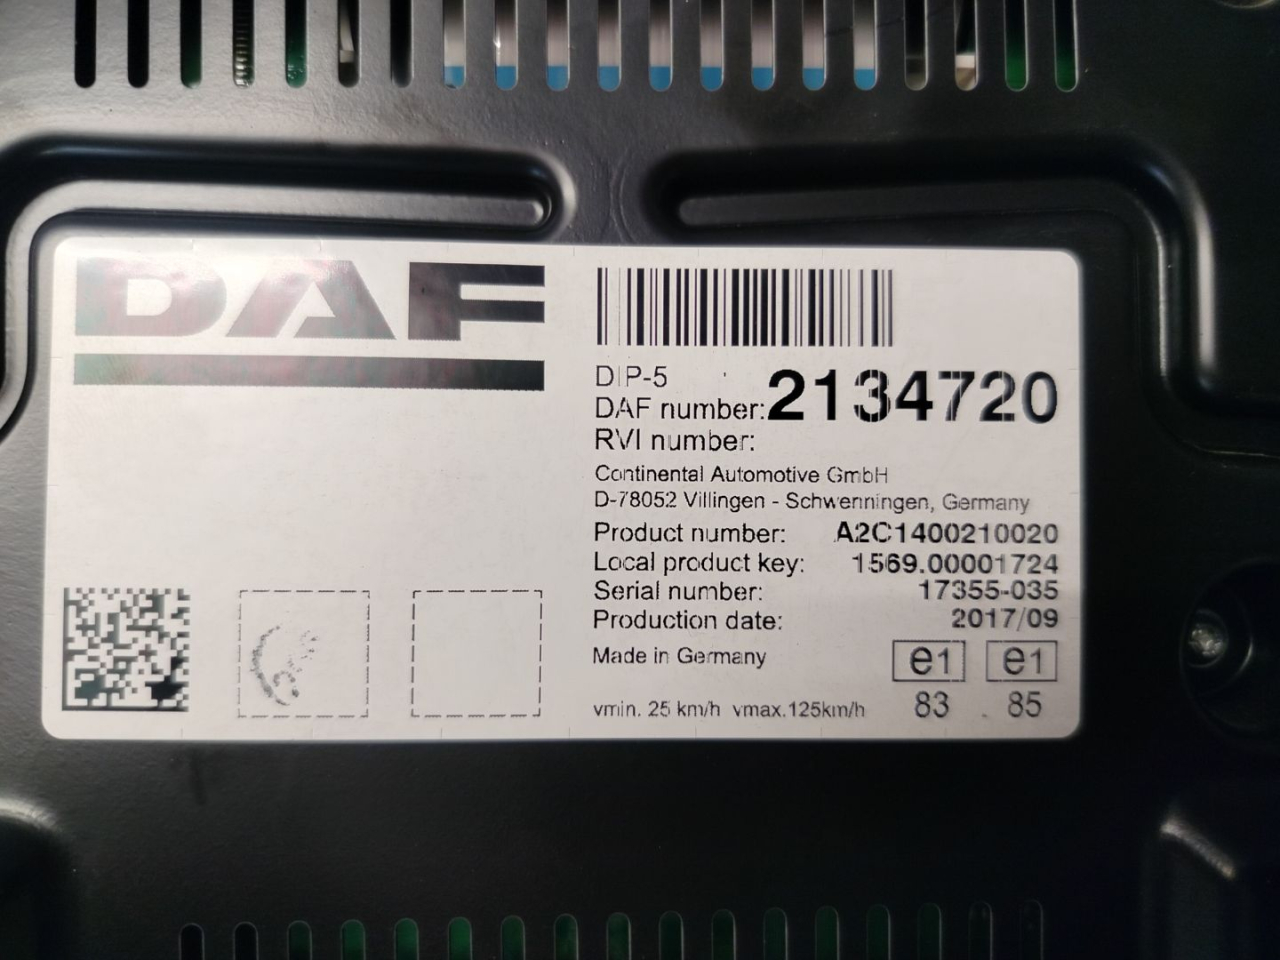 DAF
DIP-5
DAF number: 2134720
RVI number:
Continental Automotive GmbH
D-78052 Villingen - Schwenningen, Germany
Product number: A2C1400210020
Local product key: 1569.00001724
Serial number: 17355-035
Production date: 2017/09
Made in Germany e1 e1
vmin. 25 km/h vmax.125km/h 83 85